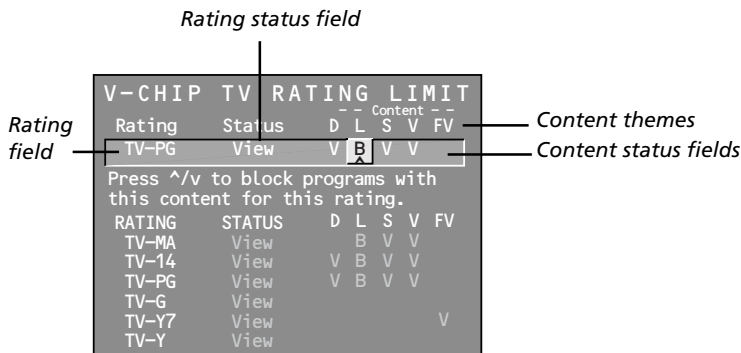 Rating status field
V-CHIP TV RATING LIMIT
-- Content --
Rating Status D L S V FV
TV-PG View V B V V
Rating
field
Content themes
Content status fields
Press ^/v to block programs with
this content for this rating.
RATING STATUS D L S V FV
TV-MA View B V V
TV-14 View V B V V
TV-PG View V B V V
TV-G View
TV-Y7 View V
TV-Y View